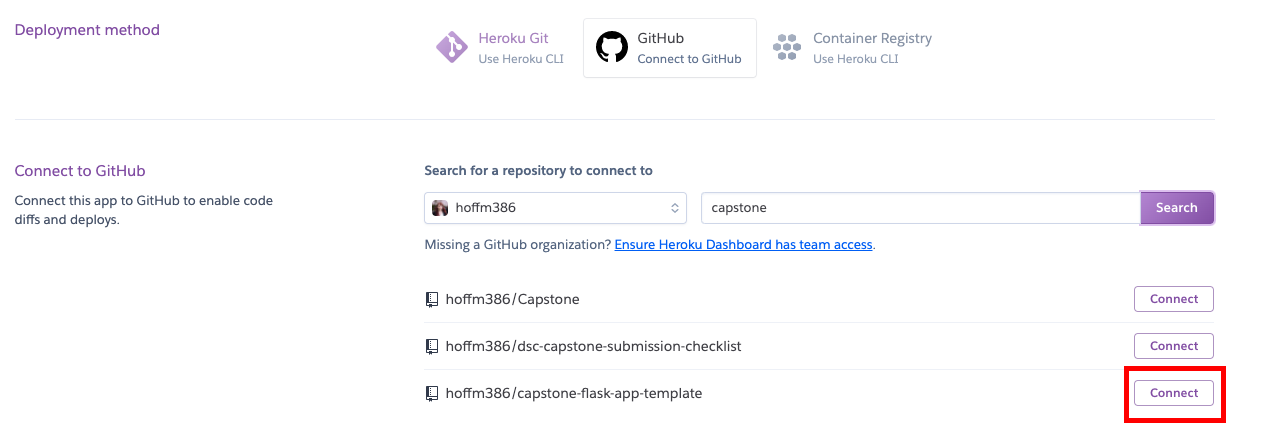 Deployment method
Heroku Git
Use Heroku CLI
GitHub
Connect to GitHub
Container Registry
Use Heroku CLI
Connect to GitHub
Connect this app to GitHub to enable code
diffs and deploys.
Search for a repository to connect to
hoffm386
capstone
Search
Missing a GitHub organization? Ensure Heroku Dashboard has team access.
hoffm386/Capstone
Connect
hoffm386/dsc-capstone-submission-checklist
Connect
hoffm386/capstone-flask-app-template
Connect